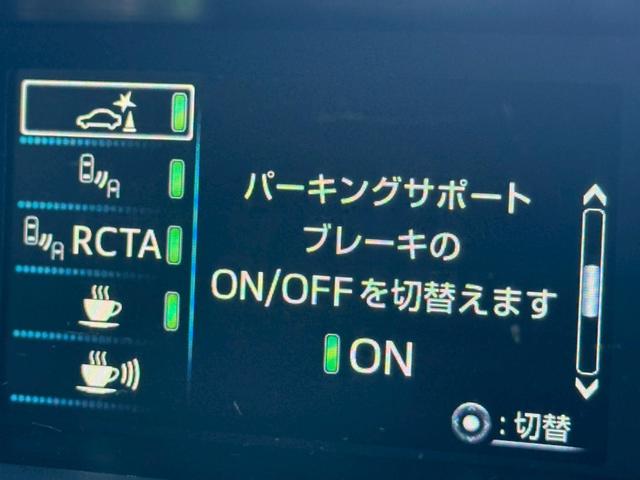 RCTA
パーキングサポート
ブレーキの
ON/OFFを切替えます
ON
:切替